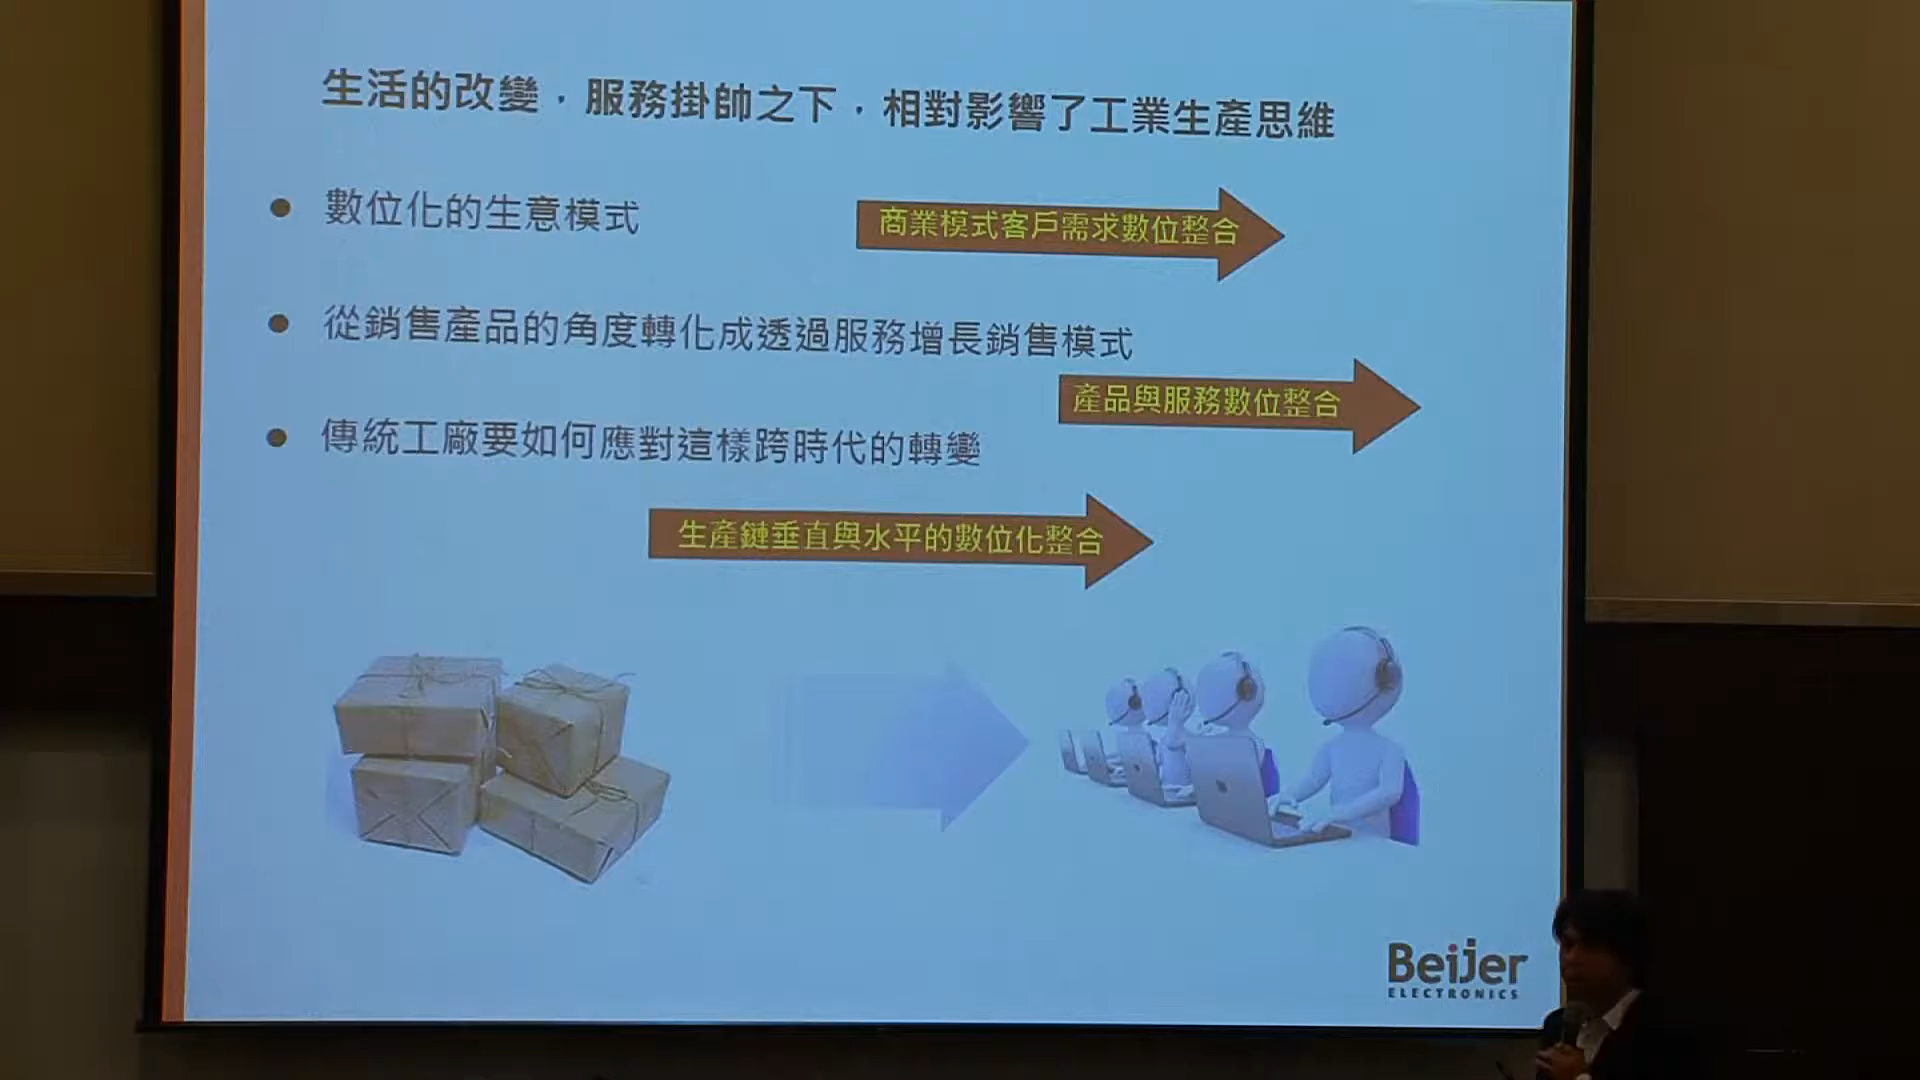 生活的改變，服務掛帥之下，相對影響了工業生產思維
數位化的生意模式
商業模式客戶需求數位整合
從銷售產品的角度轉化成透過服務增長銷售模式
產品與服務數位整合
傳統工廠要如何應對這樣跨時代的轉變
生產鏈垂直與水平的數位化整合
Beijer
ELECTRONICS